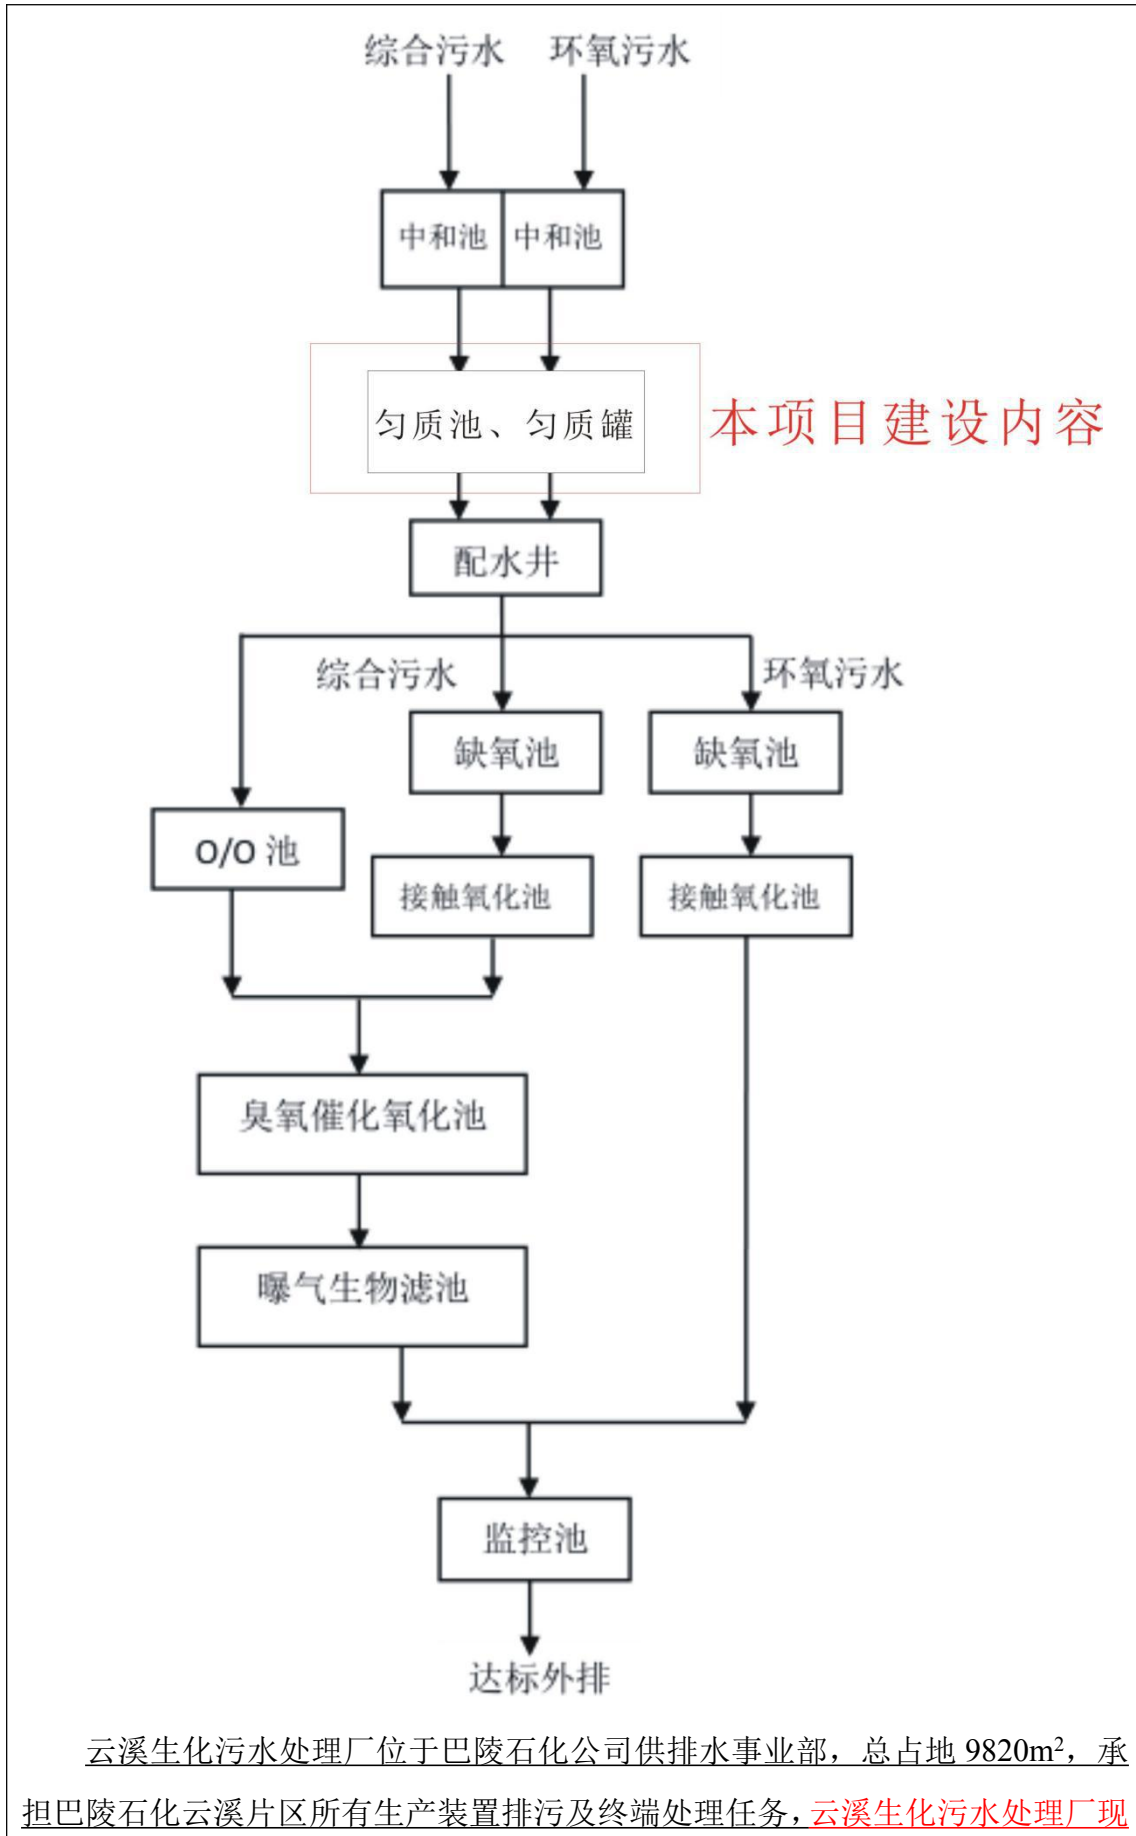 综合污水 环氧污水
中和池 中和池
匀质池、匀质罐
本项目建设内容
配水井
综合污水 环氧污水
缺氧池 缺氧池
O/O 池
接触氧化池 接触氧化池
臭氧催化氧化池
曝气生物滤池
监控池
达标外排
云溪生化污水处理厂位于巴陵石化公司供排水事业部，总占地 9820m²，承
担巴陵石化云溪片区所有生产装置排污及终端处理任务，云溪生化污水处理厂现